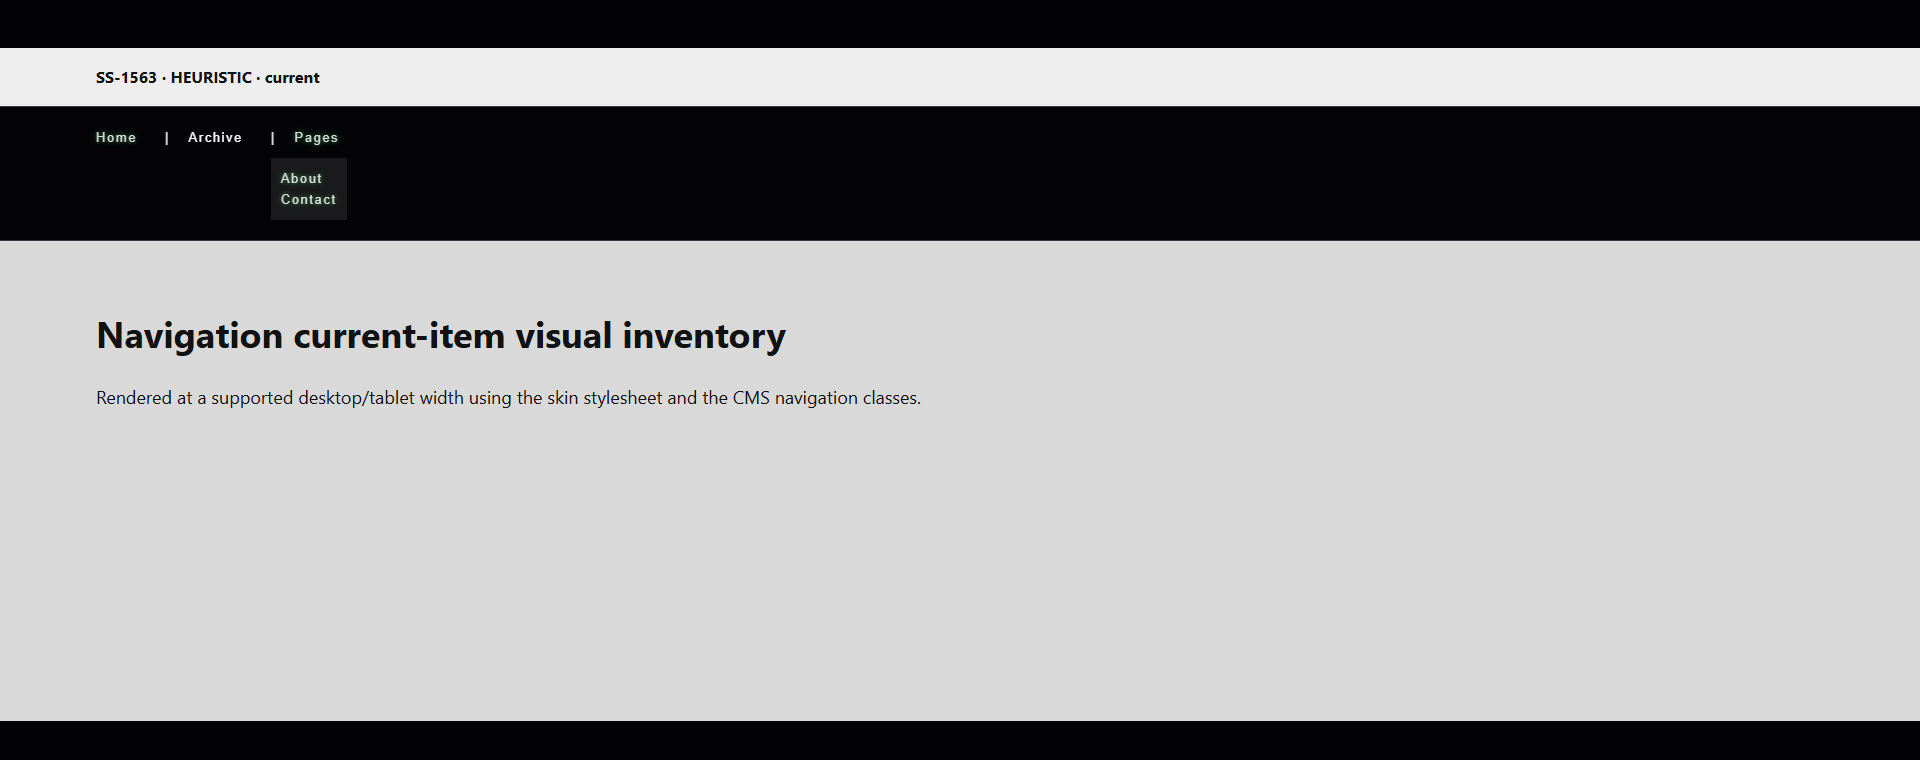 SS-1563 · HEURISTIC · current
Home | Archive | Pages
About
Contact
Navigation current-item visual inventory
Rendered at a supported desktop/tablet width using the skin stylesheet and the CMS navigation classes.